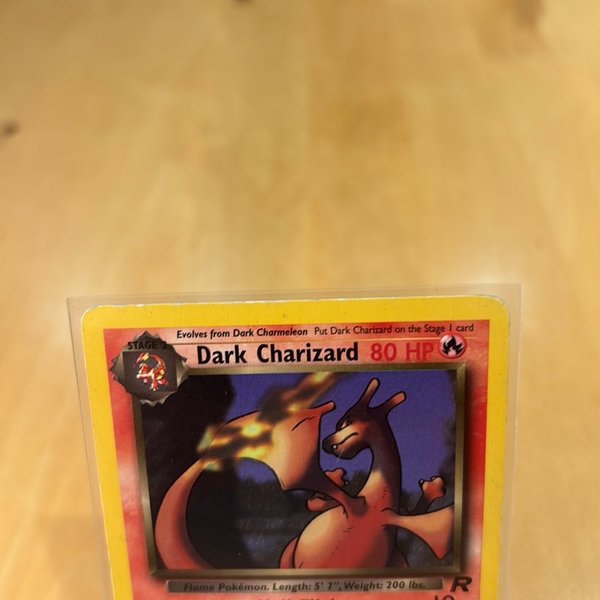 Evolves from Dark Charmeleon Put Dark Charizard on the Stage 1 card
STAGE 2
Dark Charizard 80 HP
Flame Pokémon. Length: 5' 7", Weight: 200 lbs.
R